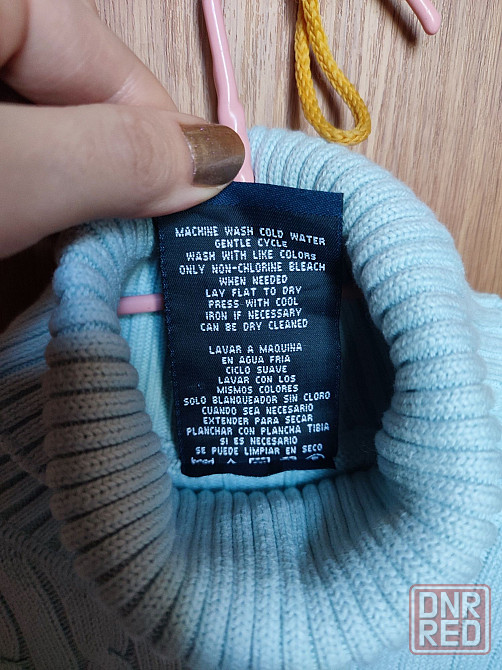 MACHINE WASH COLD WATER
GENTLE CYCLE
WASH WITH LIKE COLORS
ONLY NON-CHLORINE BLEACH
WHEN NEEDED
LAY FLAT TO DRY
PRESS WITH COOL
IRON IF NECESSARY
CAN BE DRY CLEANED
LAVAR A MAQUINA
EN AGUA FRIA
CICLO SUAVE
LAVAR CON LOS
MISMOS COLORES
SOLO BLANQUEADOR SIN CLORO
CUANDO SEA NECESARIO
EXTENDER PARA SECAR
PLANCHAR CON PLANCHA TIBIA
SI ES NECESARIO
SE PUEDE LIMPIAR EN SECO
DNR
RED